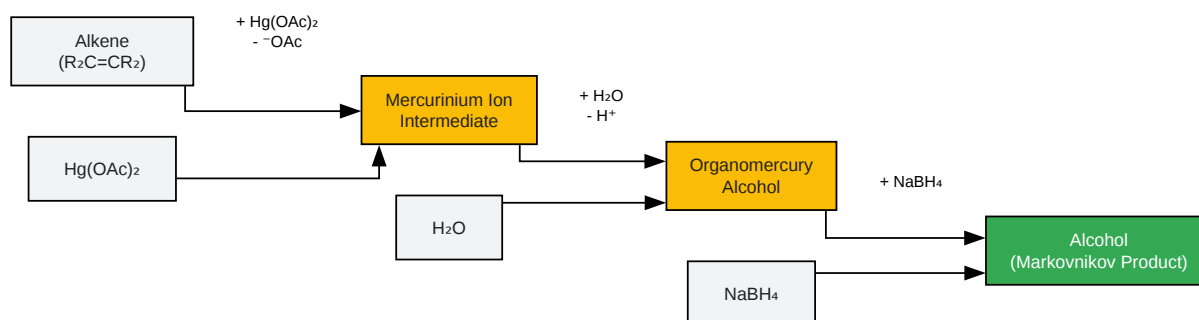 Alkene
(R₂C=CR₂)
+ Hg(OAc)₂
- ⁻OAc
Hg(OAc)₂
Mercurinium Ion
Intermediate
+ H₂O
- H⁺
H₂O
Organomercury
Alcohol
+ NaBH₄
NaBH₄
Alcohol
(Markovnikov Product)